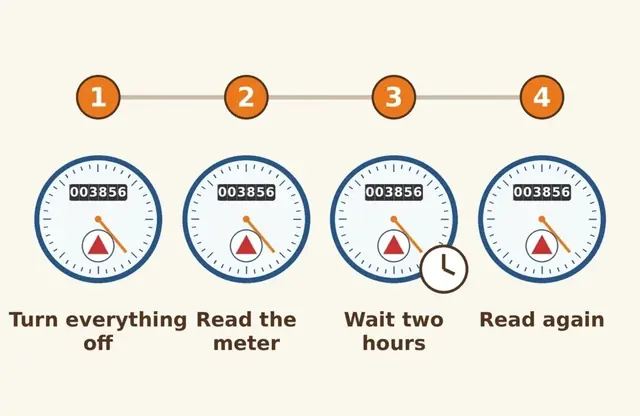 1
2
3
4
003856
003856
003856
003856
Turn everything
off
Read the
meter
Wait two
hours
Read again